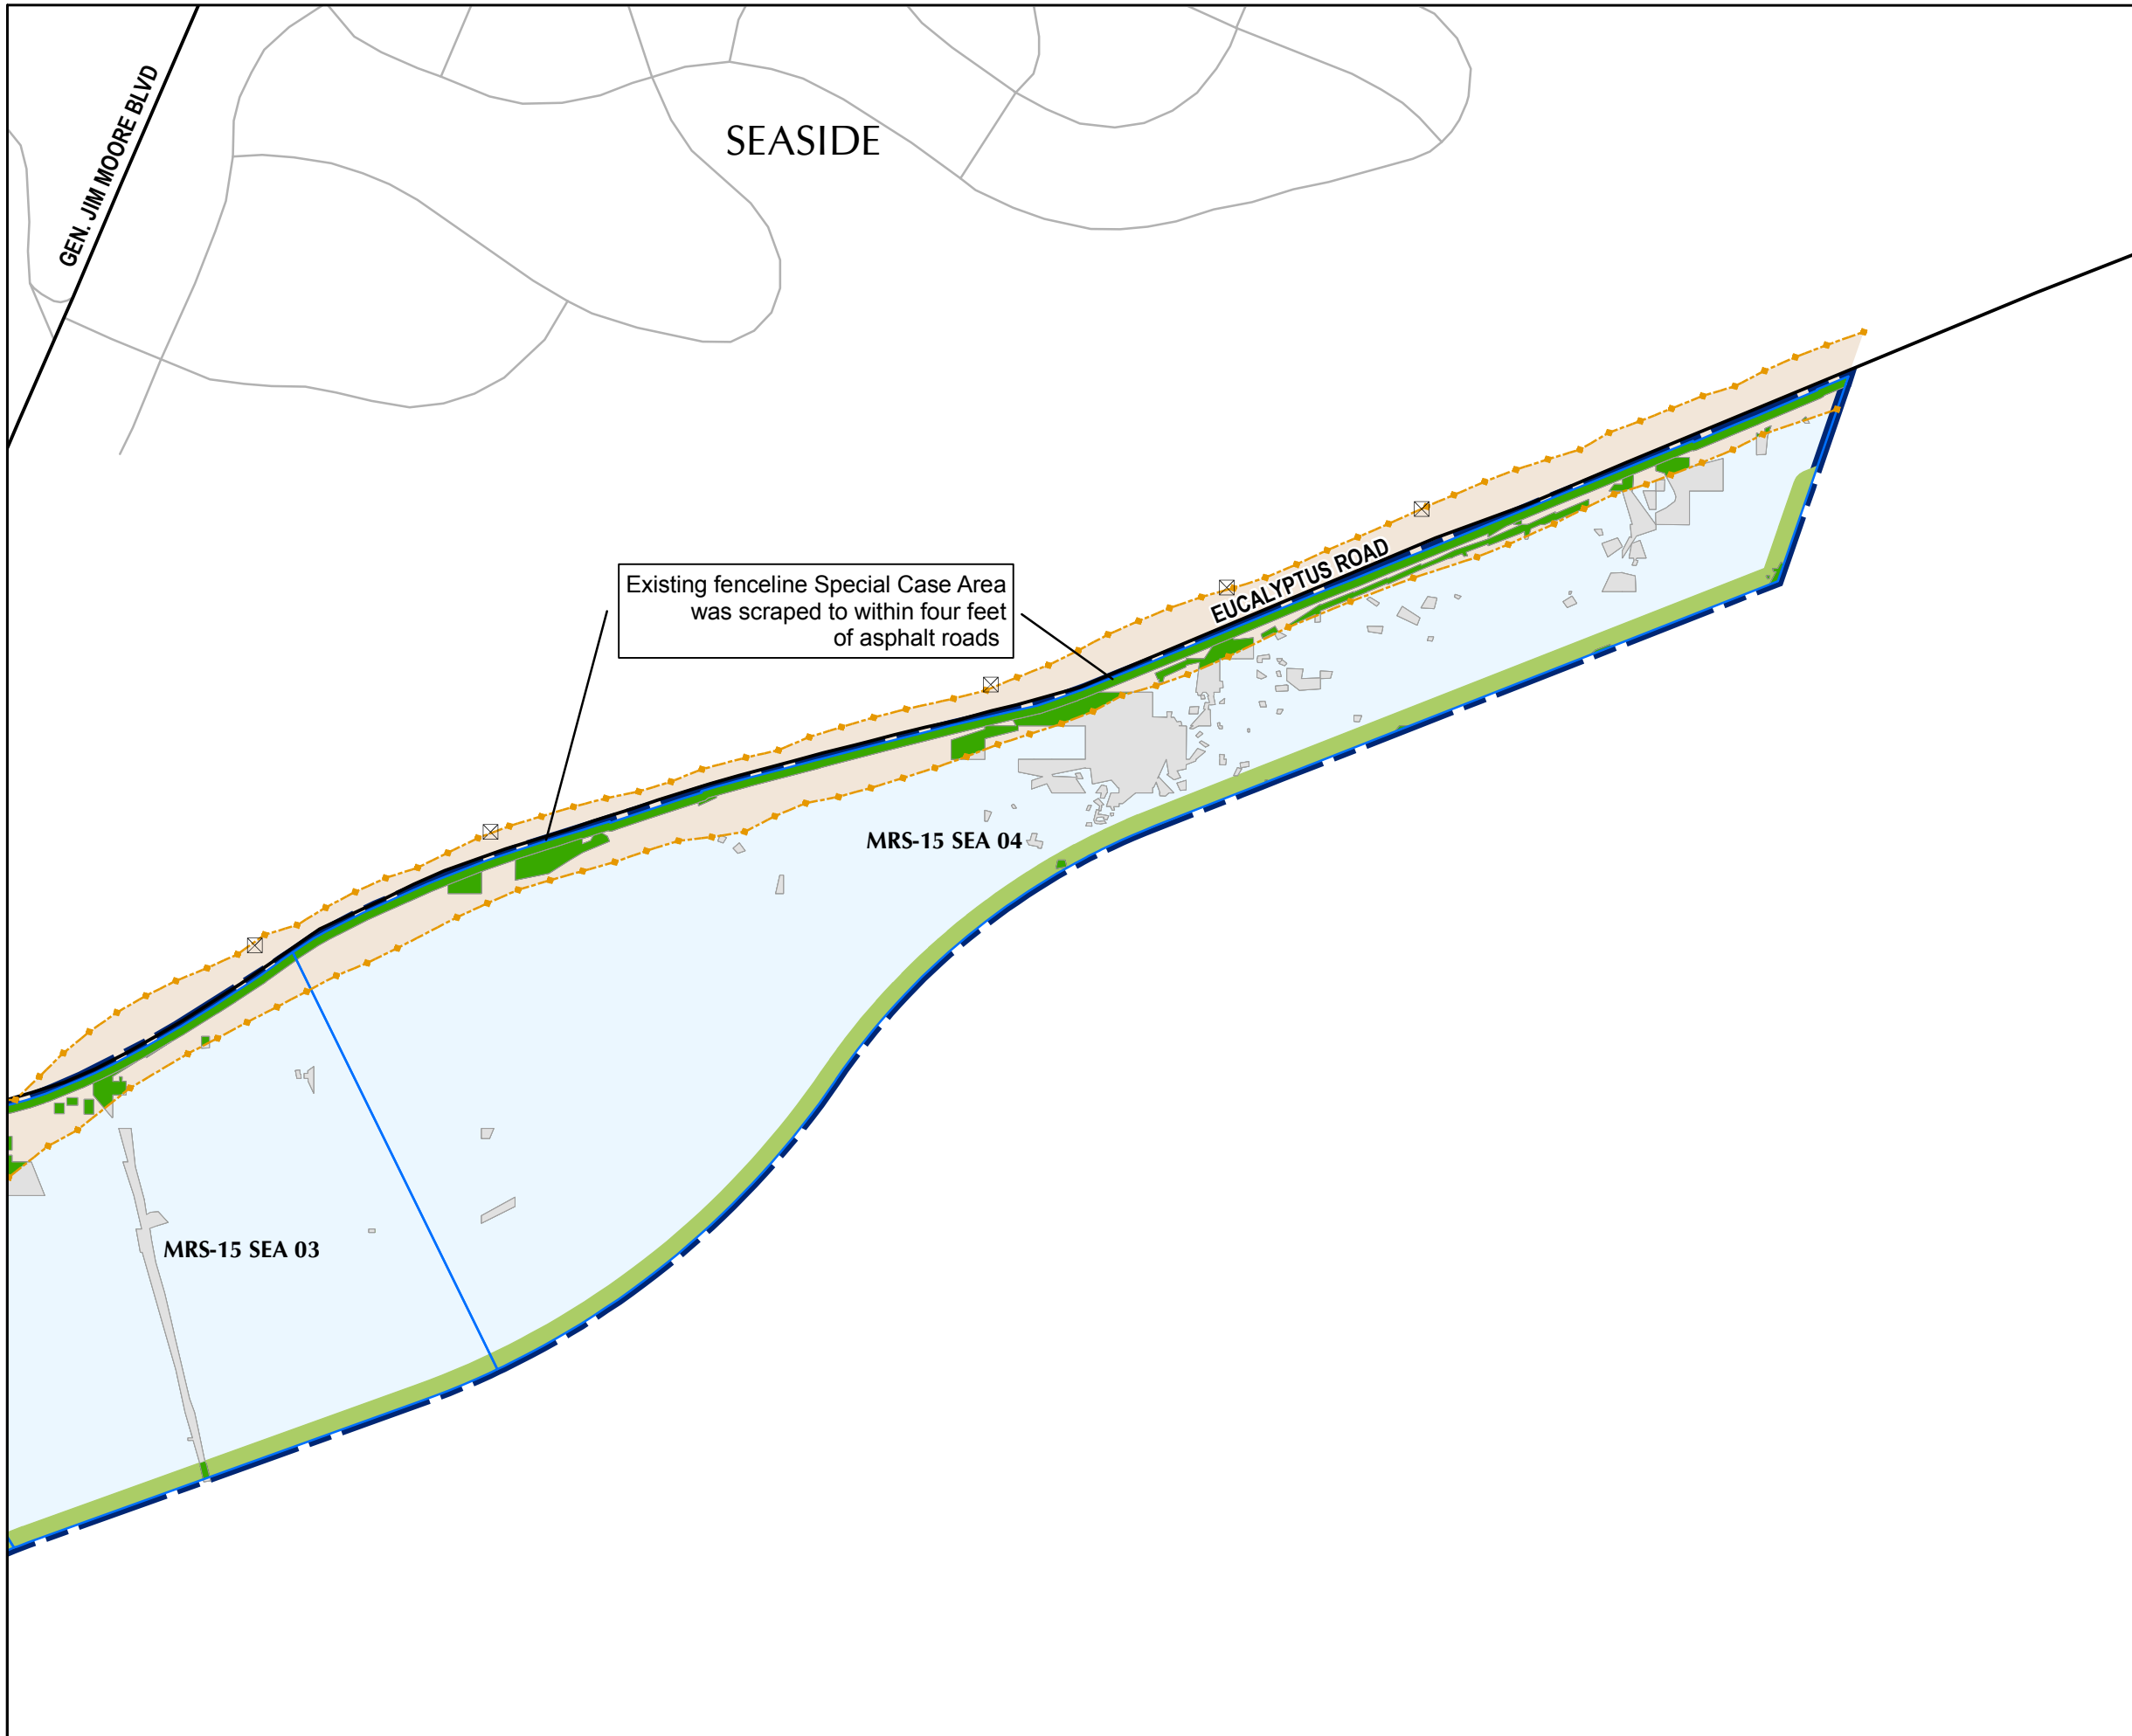 GEN. JIM MOORE BLVD
SEASIDE
Existing fenceline Special Case Area
was scraped to within four feet
of asphalt roads
EUCALYPTUS ROAD
MRS-15 SEA 04
MRS-15 SEA 03